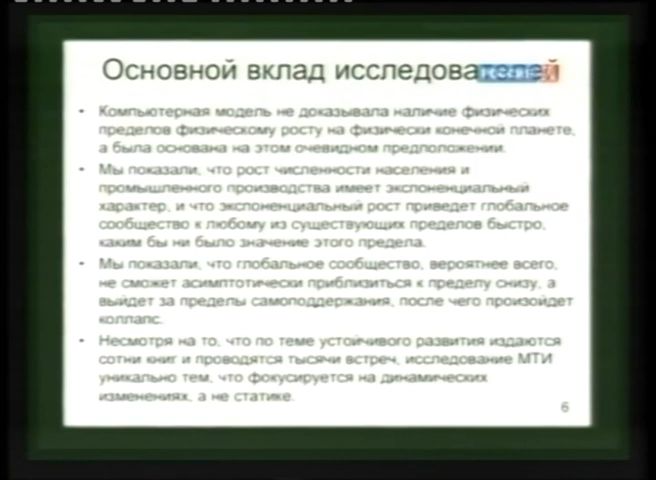 Основной вклад исследователей
• Компьютерная модель не доказывала наличие физических
пределов физическому росту на физически конечной планете,
а была основана на этом очевидном предположении.
• Мы показали, что рост численности населения и
промышленного производства имеет экспоненциальный
характер, и что экспоненциальный рост приведет глобальное
сообщество к любому из существующих пределов быстро,
каким бы ни было значение этого предела.
• Мы показали, что глобальное сообщество, вероятнее всего,
не сможет асимптотически приблизиться к пределу снизу, а
выйдет за пределы самоподдержания, после чего произойдет
коллапс.
• Несмотря на то, что по теме устойчивого развития издаются
сотни книг и проводятся тысячи встреч, исследование МТИ
уникально тем, что фокусируется на динамических
изменениях, а не статике.
6